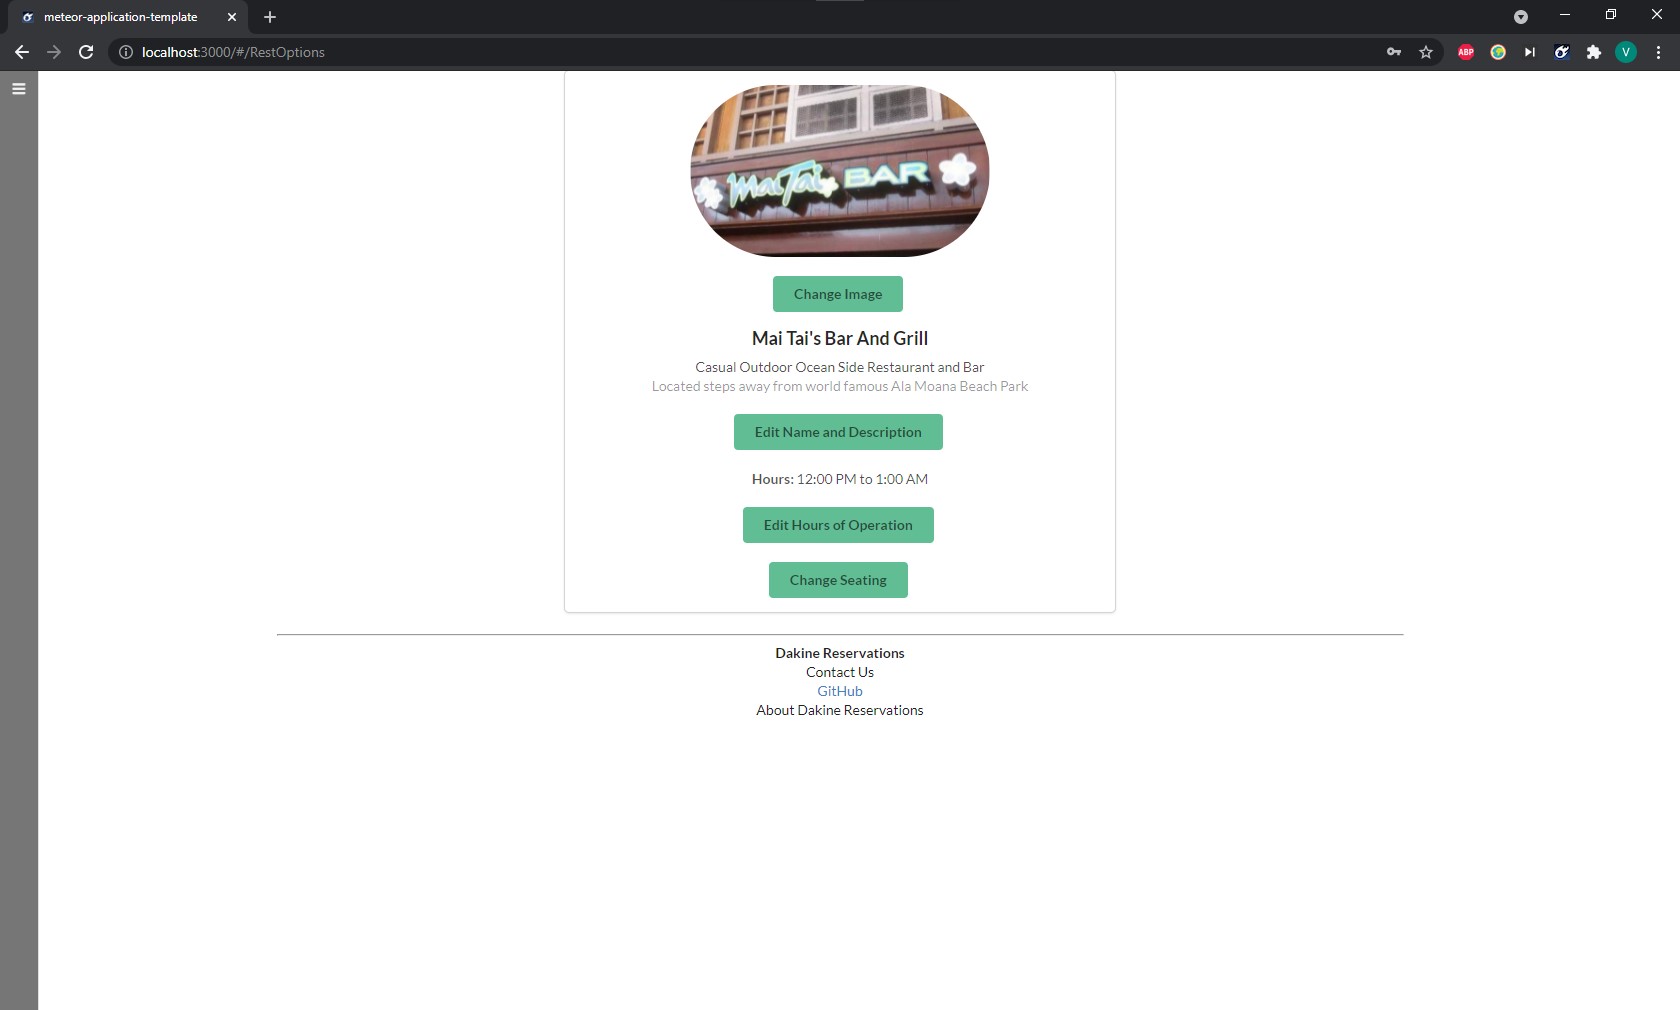 meteor-application-template
localhost:3000/#/RestOptions
ABP
V
Mai Tai BAR
Change Image
Mai Tai's Bar And Grill
Casual Outdoor Ocean Side Restaurant and Bar
Located steps away from world famous Ala Moana Beach Park
Edit Name and Description
Hours: 12:00 PM to 1:00 AM
Edit Hours of Operation
Change Seating
Dakine Reservations
Contact Us
GitHub
About Dakine Reservations